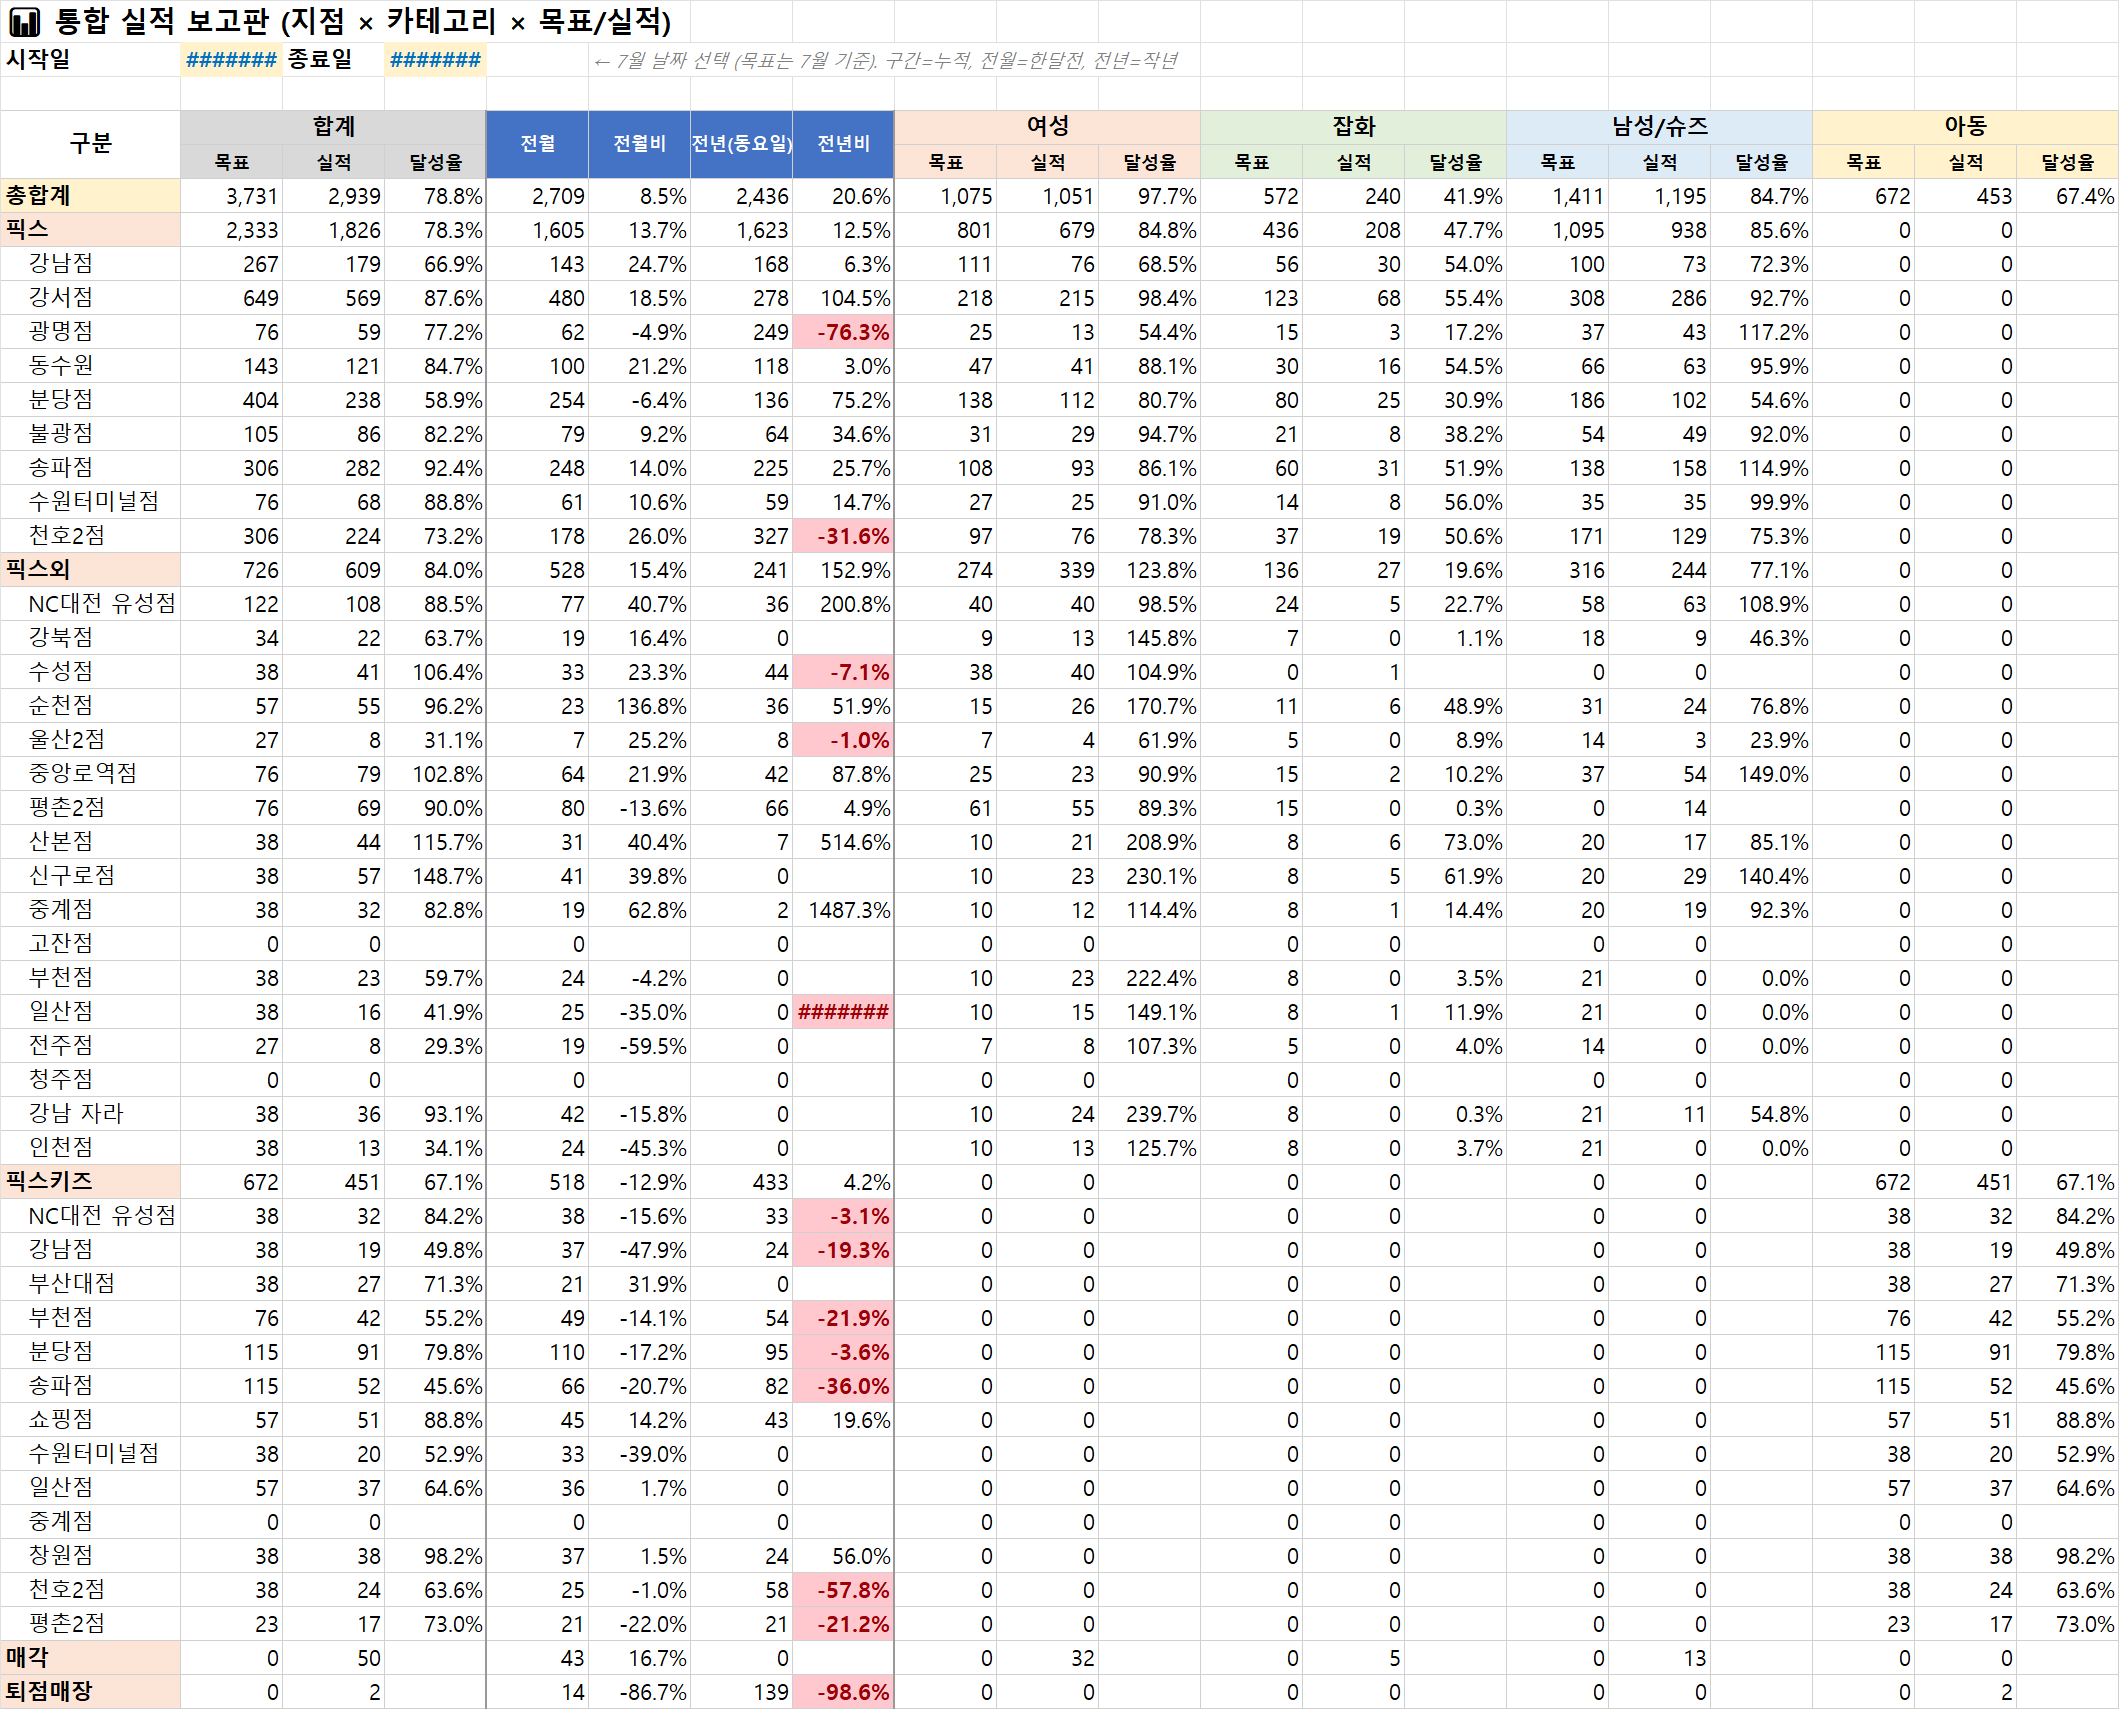 통합 실적 보고판 (지점 × 카테고리 × 목표/실적)
시작일 ####### 종료일 ####### ← 7월 날짜 선택 (목표는 7월 기준). 구간=누적, 전월=한달전, 전년=작년
구분 합계 전월 전월비 전년(동요일) 전년비 여성 잡화 남성/슈즈 아동
목표 실적 달성율 목표 실적 달성율 목표 실적 달성율 목표 실적 달성율 목표 실적 달성율
총합계 3,731 2,939 78.8% 2,709 8.5% 2,436 20.6% 1,075 1,051 97.7% 572 240 41.9% 1,411 1,195 84.7% 672 453 67.4%
픽스 2,333 1,826 78.3% 1,605 13.7% 1,623 12.5% 801 679 84.8% 436 208 47.7% 1,095 938 85.6% 0 0
강남점 267 179 66.9% 143 24.7% 168 6.3% 111 76 68.5% 56 30 54.0% 100 73 72.3% 0 0
강서점 649 569 87.6% 480 18.5% 278 104.5% 218 215 98.4% 123 68 55.4% 308 286 92.7% 0 0
광명점 76 59 77.2% 62 -4.9% 249 -76.3% 25 13 54.4% 15 3 17.2% 37 43 117.2% 0 0
동수원 143 121 84.7% 100 21.2% 118 3.0% 47 41 88.1% 30 16 54.5% 66 63 95.9% 0 0
분당점 404 238 58.9% 254 -6.4% 136 75.2% 138 112 80.7% 80 25 30.9% 186 102 54.6% 0 0
불광점 105 86 82.2% 79 9.2% 64 34.6% 31 29 94.7% 21 8 38.2% 54 49 92.0% 0 0
송파점 306 282 92.4% 248 14.0% 225 25.7% 108 93 86.1% 60 31 51.9% 138 158 114.9% 0 0
수원터미널점 76 68 88.8% 61 10.6% 59 14.7% 27 25 91.0% 14 8 56.0% 35 35 99.9% 0 0
천호2점 306 224 73.2% 178 26.0% 327 -31.6% 97 76 78.3% 37 19 50.6% 171 129 75.3% 0 0
픽스외 726 609 84.0% 528 15.4% 241 152.9% 274 339 123.8% 136 27 19.6% 316 244 77.1% 0 0
NC대전 유성점 122 108 88.5% 77 40.7% 36 200.8% 40 40 98.5% 24 5 22.7% 58 63 108.9% 0 0
강북점 34 22 63.7% 19 16.4% 0 9 13 145.8% 7 0 1.1% 18 9 46.3% 0 0
수성점 38 41 106.4% 33 23.3% 44 -7.1% 38 40 104.9% 0 1 0 0 0 0
순천점 57 55 96.2% 23 136.8% 36 51.9% 15 26 170.7% 11 6 48.9% 31 24 76.8% 0 0
울산2점 27 8 31.1% 7 25.2% 8 -1.0% 7 4 61.9% 5 0 8.9% 14 3 23.9% 0 0
중앙로역점 76 79 102.8% 64 21.9% 42 87.8% 25 23 90.9% 15 2 10.2% 37 54 149.0% 0 0
평촌2점 76 69 90.0% 80 -13.6% 66 4.9% 61 55 89.3% 15 0 0.3% 0 14 0 0
산본점 38 44 115.7% 31 40.4% 7 514.6% 10 21 208.9% 8 6 73.0% 20 17 85.1% 0 0
신구로점 38 57 148.7% 41 39.8% 0 10 23 230.1% 8 5 61.9% 20 29 140.4% 0 0
중계점 38 32 82.8% 19 62.8% 2 1487.3% 10 12 114.4% 8 1 14.4% 20 19 92.3% 0 0
고잔점 0 0 0 0 0 0 0 0 0 0 0 0
부천점 38 23 59.7% 24 -4.2% 0 10 23 222.4% 8 0 3.5% 21 0 0.0% 0 0
일산점 38 16 41.9% 25 -35.0% 0 ####### 10 15 149.1% 8 1 11.9% 21 0 0.0% 0 0
전주점 27 8 29.3% 19 -59.5% 0 7 8 107.3% 5 0 4.0% 14 0 0.0% 0 0
청주점 0 0 0 0 0 0 0 0 0 0 0 0
강남 자라 38 36 93.1% 42 -15.8% 0 10 24 239.7% 8 0 0.3% 21 11 54.8% 0 0
인천점 38 13 34.1% 24 -45.3% 0 10 13 125.7% 8 0 3.7% 21 0 0.0% 0 0
픽스키즈 672 451 67.1% 518 -12.9% 433 4.2% 0 0 0 0 0 0 672 451 67.1%
NC대전 유성점 38 32 84.2% 38 -15.6% 33 -3.1% 0 0 0 0 0 0 38 32 84.2%
강남점 38 19 49.8% 37 -47.9% 24 -19.3% 0 0 0 0 0 0 38 19 49.8%
부산대점 38 27 71.3% 21 31.9% 0 0 0 0 0 0 0 38 27 71.3%
부천점 76 42 55.2% 49 -14.1% 54 -21.9% 0 0 0 0 0 0 76 42 55.2%
분당점 115 91 79.8% 110 -17.2% 95 -3.6% 0 0 0 0 0 0 115 91 79.8%
송파점 115 52 45.6% 66 -20.7% 82 -36.0% 0 0 0 0 0 0 115 52 45.6%
쇼핑점 57 51 88.8% 45 14.2% 43 19.6% 0 0 0 0 0 0 57 51 88.8%
수원터미널점 38 20 52.9% 33 -39.0% 0 0 0 0 0 0 0 38 20 52.9%
일산점 57 37 64.6% 36 1.7% 0 0 0 0 0 0 0 57 37 64.6%
중계점 0 0 0 0 0 0 0 0 0 0 0 0
창원점 38 38 98.2% 37 1.5% 24 56.0% 0 0 0 0 0 0 38 38 98.2%
천호2점 38 24 63.6% 25 -1.0% 58 -57.8% 0 0 0 0 0 0 38 24 63.6%
평촌2점 23 17 73.0% 21 -22.0% 21 -21.2% 0 0 0 0 0 0 23 17 73.0%
매각 0 50 43 16.7% 0 0 32 0 5 0 13 0 0
퇴점매장 0 2 14 -86.7% 139 -98.6% 0 0 0 0 0 0 0 2